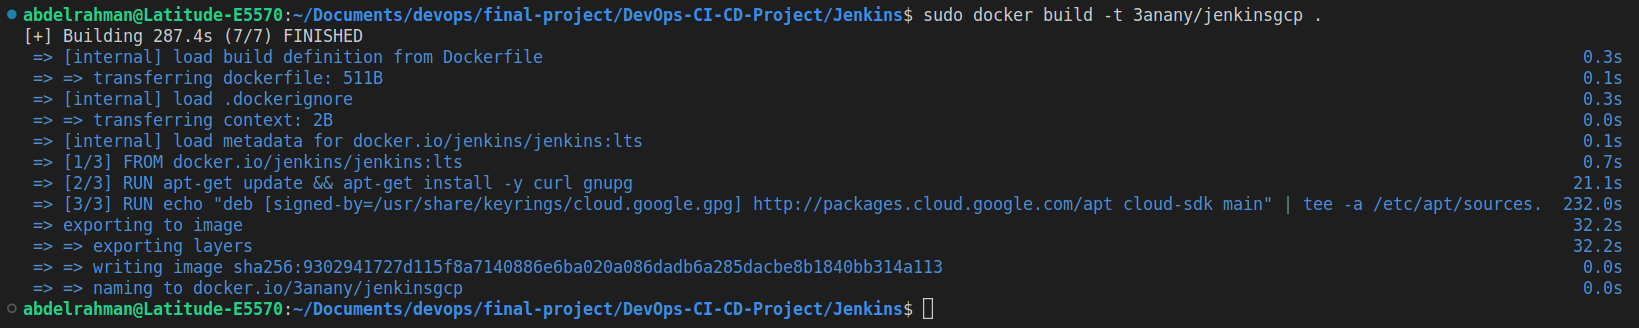 abdelrahman@Latitude-E5570:~/Documents/devops/final-project/DevOps-CI-CD-Project/Jenkins$ sudo docker build -t 3anany/jenkinsgcp .
[+] Building 287.4s (7/7) FINISHED
=> [internal] load build definition from Dockerfile 0.3s
=> => transferring dockerfile: 511B 0.1s
=> [internal] load .dockerignore 0.3s
=> => transferring context: 2B 0.0s
=> [internal] load metadata for docker.io/jenkins/jenkins:lts 0.1s
=> [1/3] FROM docker.io/jenkins/jenkins:lts 0.7s
=> [2/3] RUN apt-get update && apt-get install -y curl gnupg 21.1s
=> [3/3] RUN echo "deb [signed-by=/usr/share/keyrings/cloud.google.gpg] http://packages.cloud.google.com/apt cloud-sdk main" | tee -a /etc/apt/sources. 232.0s
=> exporting to image 32.2s
=> => exporting layers 32.2s
=> => writing image sha256:9302941727d115f8a7140886e6ba020a086dadb6a285dacbe8b1840bb314a113 0.0s
=> => naming to docker.io/3anany/jenkinsgcp 0.0s
abdelrahman@Latitude-E5570:~/Documents/devops/final-project/DevOps-CI-CD-Project/Jenkins$